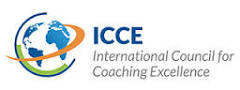 ICCE
International Council for
Coaching Excellence